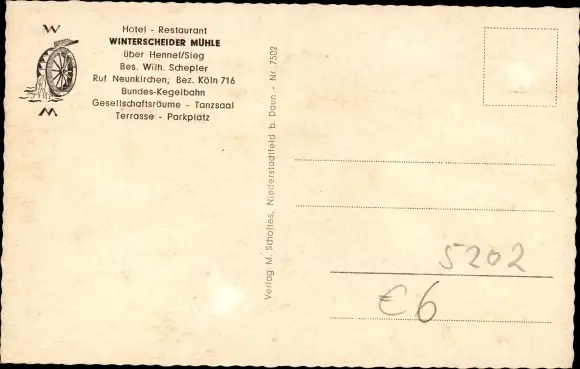 W
Hotel - Restaurant
WINTERSCHEIDER MÜHLE
über Hennef/Sieg
Bes. Wilh. Schepler
Ruf Neunkirchen, Bez. Köln 716
Bundes-Kegelbahn
Gesellschaftsräume - Tanzsaal
Terrasse - Parkplatz
M
Verlag M. Scholtes, Niederstadtfeld b. Daun - Nr. 7502
5202
€6